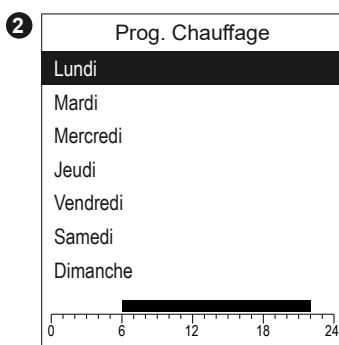 2
Prog. Chauffage
Lundi
Mardi
Mercredi
Jeudi
Vendredi
Samedi
Dimanche
0 6 12 18 24